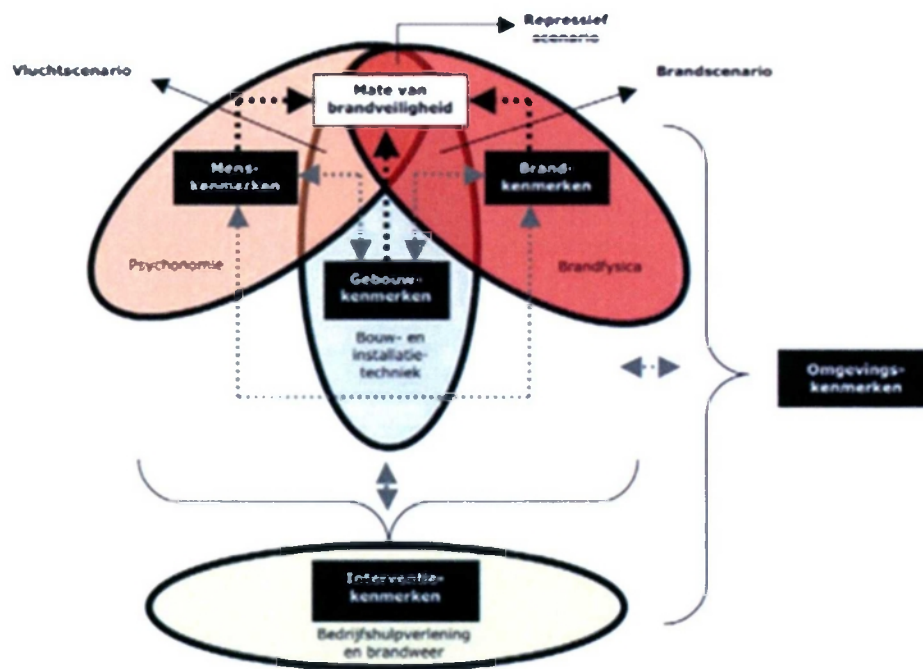 Repressief
scenario
Vluchtscenario
Brandscenario
Mate van
brandveiligheid
Mens-
kenmerken
Brand-
kenmerken
Psychonomie
Brandfysica
Gebouw-
kenmerken
Bouw- en
installatie-
techniek
Omgevings-
kenmerken
Interventie-
kenmerken
Bedrijfshulpverlening
en brandweer